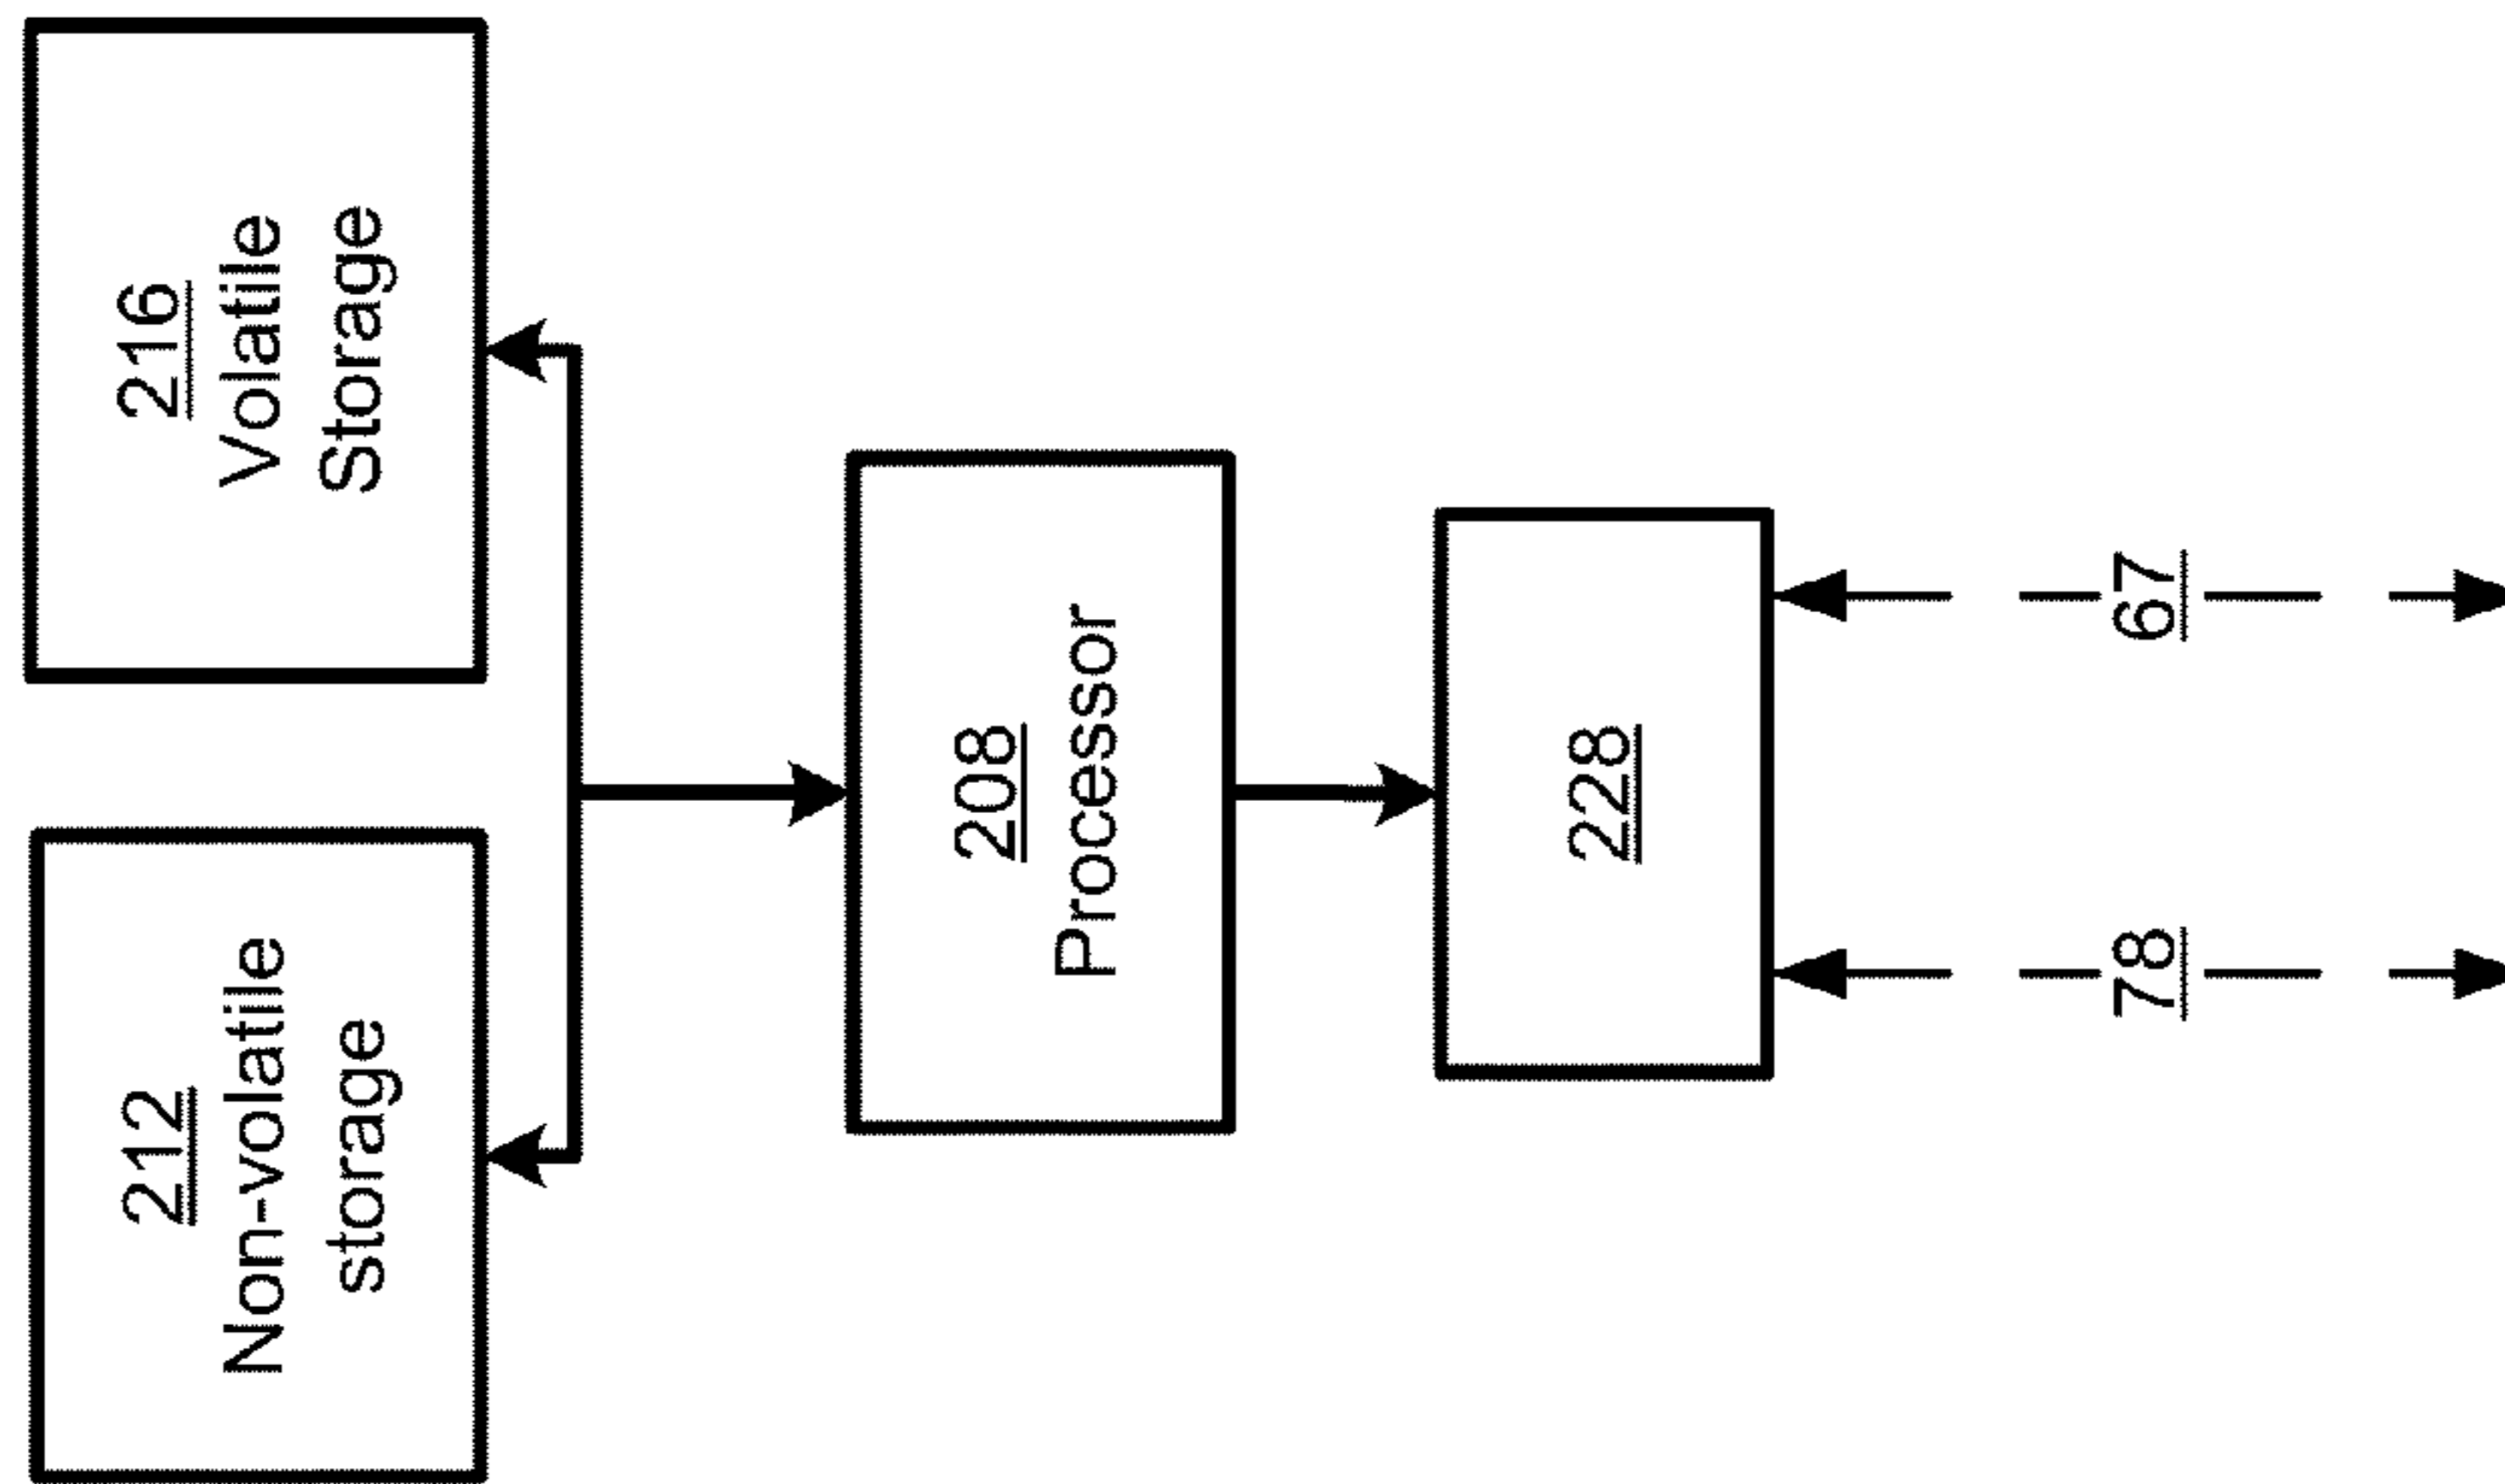 212
Non-volatile
storage
216
Volatile
Storage
208
Processor
228
78
67